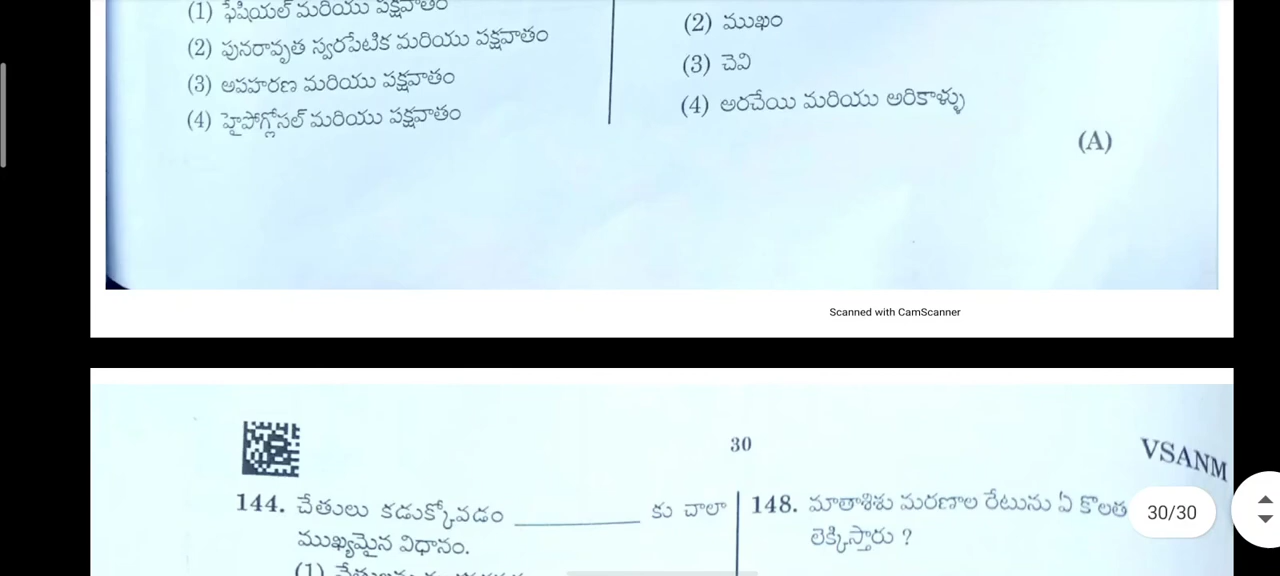 (1) ఫేషియల్ మరియు పక్షవాతం
(2) పునరావృత స్వరపేటిక మరియు పక్షవాతం
(3) అపహరణ మరియు పక్షవాతం
(4) హైపోగ్లోసల్ మరియు పక్షవాతం
(2) ముఖం
(3) చెవి
(4) అరచేయి మరియు అరికాళ్ళు
(A)
Scanned with CamScanner
30
VSANM
144. చేతులు కడుక్కోవడం ________ కు చాలా
ముఖ్యమైన విధానం.
(1)
148. మాతాశిశు మరణాల రేటును ఏ కొలత
లెక్కిస్తారు ?
30/30